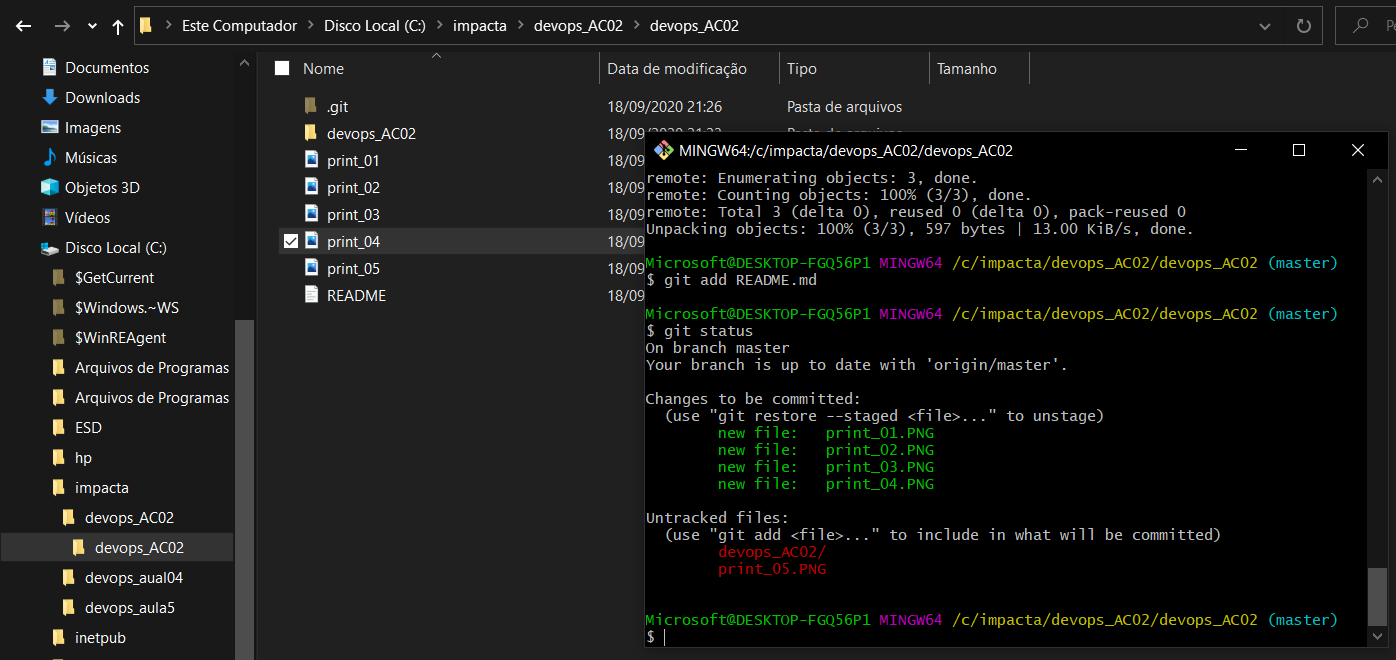 Este Computador > Disco Local (C:) > impacta > devops_AC02 > devops_AC02
Documentos
Downloads
Imagens
Músicas
Objetos 3D
Vídeos
Disco Local (C:)
$GetCurrent
$Windows.~WS
$WinREAgent
Arquivos de Programas
Arquivos de Programas
ESD
hp
impacta
devops_AC02
devops_AC02
devops_aual04
devops_aula5
inetpub
Nome Data de modificação Tipo Tamanho
.git 18/09/2020 21:26 Pasta de arquivos
devops_AC02 18/09/2020
print_01 18/09
print_02 18/09
print_03 18/09
print_04 18/09
print_05 18/09
README 18/09
MINGW64:/c/impacta/devops_AC02/devops_AC02
remote: Enumerating objects: 3, done.
remote: Counting objects: 100% (3/3), done.
remote: Total 3 (delta 0), reused 0 (delta 0), pack-reused 0
Unpacking objects: 100% (3/3), 597 bytes | 13.00 KiB/s, done.
Microsoft@DESKTOP-FGQ56P1 MINGW64 /c/impacta/devops_AC02/devops_AC02 (master)
$ git add README.md
Microsoft@DESKTOP-FGQ56P1 MINGW64 /c/impacta/devops_AC02/devops_AC02 (master)
$ git status
On branch master
Your branch is up to date with 'origin/master'.
Changes to be committed:
(use "git restore --staged <file>..." to unstage)
new file: print_01.PNG
new file: print_02.PNG
new file: print_03.PNG
new file: print_04.PNG
Untracked files:
(use "git add <file>..." to include in what will be committed)
devops_AC02/
print_05.PNG
Microsoft@DESKTOP-FGQ56P1 MINGW64 /c/impacta/devops_AC02/devops_AC02 (master)
$